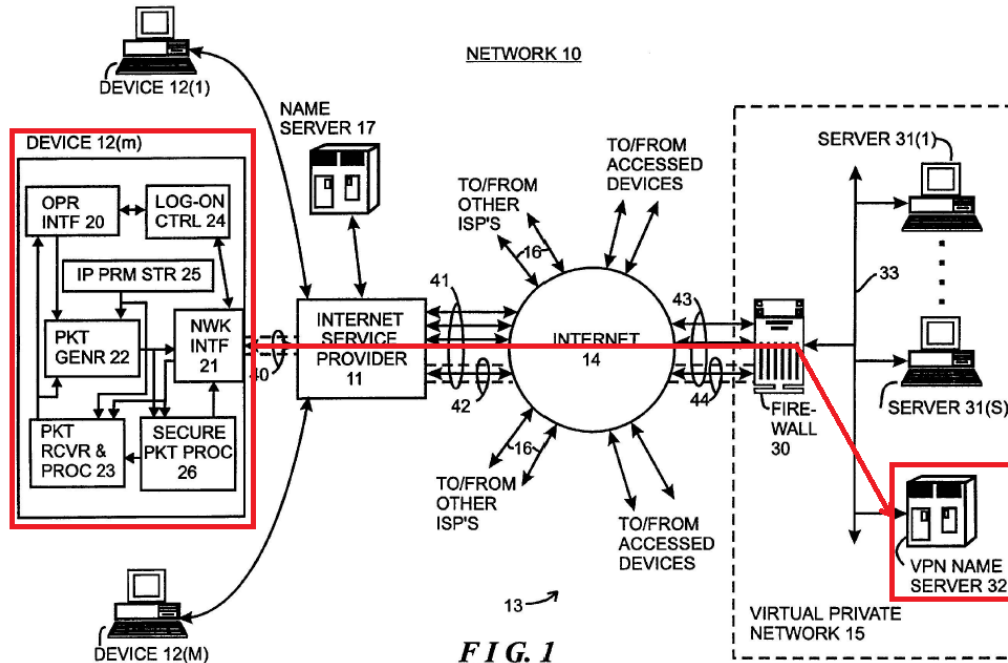 NETWORK 10
DEVICE 12(1)
NAME
SERVER 17
DEVICE 12(m)
OPR
INTF 20
LOG-ON
CTRL 24
IP PRM STR 25
PKT
GENR 22
NWK
INTF
21
PKT
RCVR &
PROC 23
SECURE
PKT PROC
26
40
INTERNET
SERVICE
PROVIDER
11
41
42
TO/FROM
OTHER
ISP'S
16
TO/FROM
ACCESSED
DEVICES
INTERNET
14
16
TO/FROM
OTHER
ISP'S
TO/FROM
ACCESSED
DEVICES
43
44
FIRE-
WALL
30
SERVER 31(1)
33
SERVER 31(S)
VPN NAME
SERVER 32
VIRTUAL PRIVATE
NETWORK 15
DEVICE 12(M)
13
FIG. 1